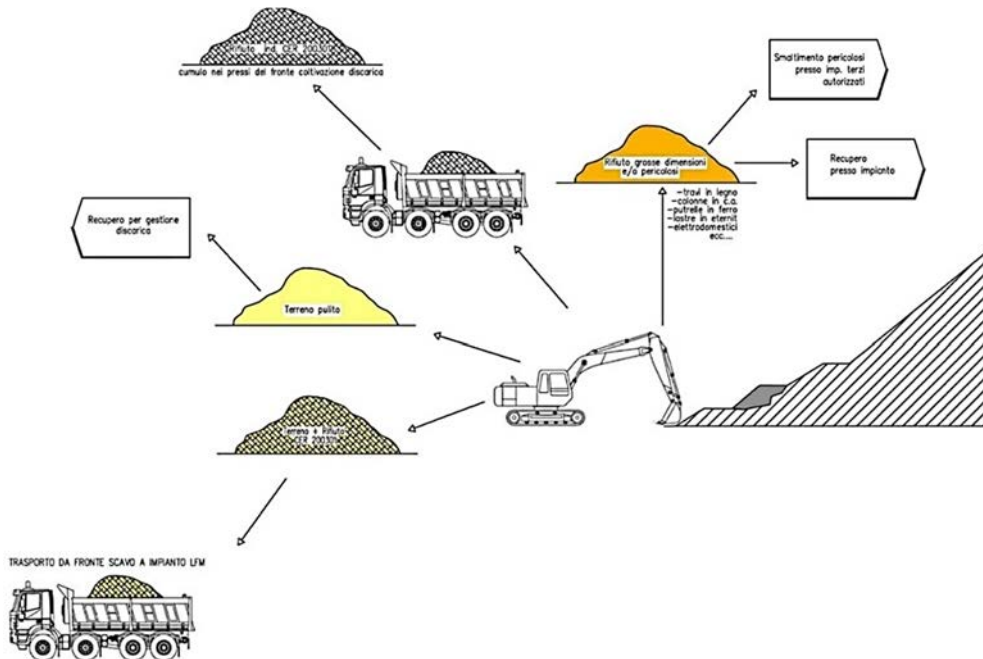 Rifiuto ind. CER 200301
cumulo nei pressi del fronte coltivazione discarica
Smaltimento pericolosi
presso imp. terzi
autorizzati
Rifiuto grosse dimensioni
e/o pericolosi
Recupero
presso impianto
-travi in legno
-colonne in c.a.
-putrelle in ferro
-lastre in eternit
-elettrodomestici
ecc....
Recupero per gestione
discarica
Terreno pulito
Terreno + Rifiuto
CER 200301
TRASPORTO DA FRONTE SCAVO A IMPIANTO LFM